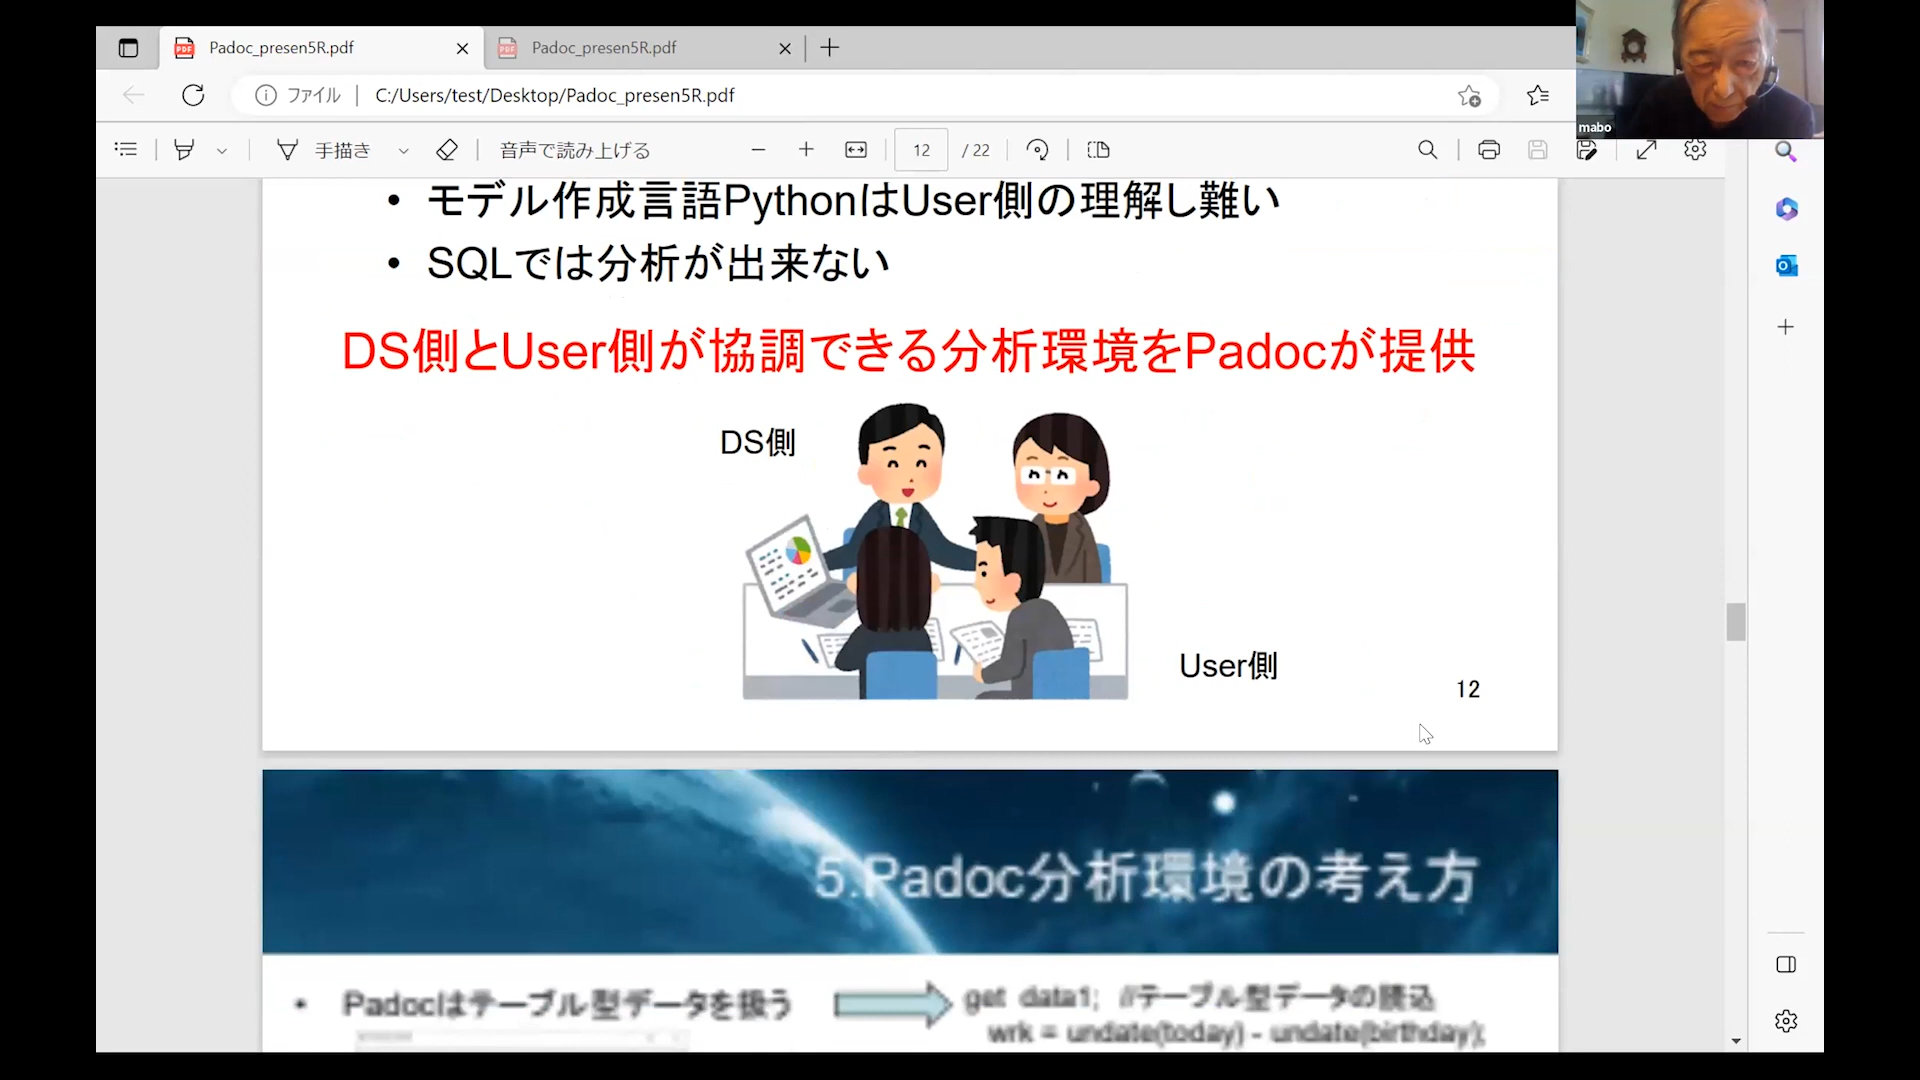 Padoc_presen5R.pdf
Padoc_presen5R.pdf
mabo
ファイル
C:/Users/test/Desktop/Padoc_presen5R.pdf
手描き
音声で読み上げる
12 / 22
• モデル作成言語PythonはUser側の理解し難い
• SQLでは分析が出来ない
DS側とUser側が協調できる分析環境をPadocが提供
DS側
User側
12
5.Padoc分析環境の考え方
• Padocはテーブル型データを扱う
get data1; //テーブル型データの読込
wrk = undate(today) - undate(birthday);